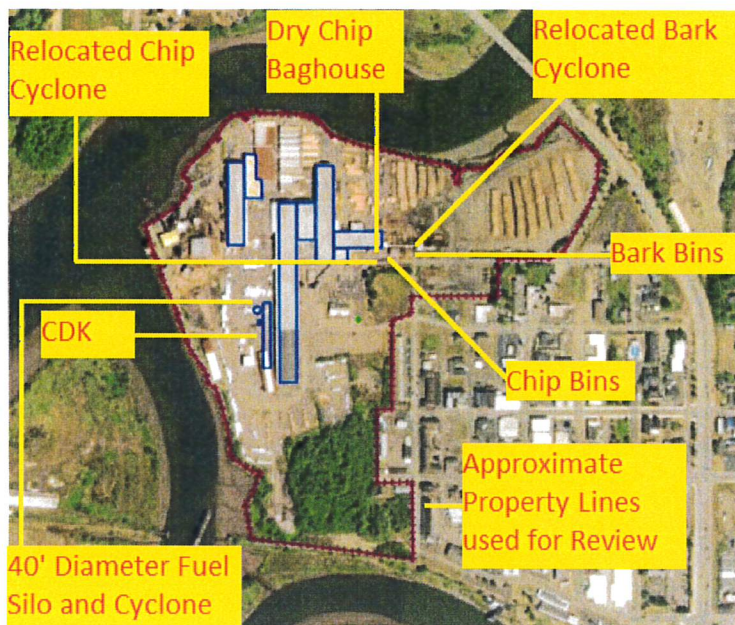 Relocated Chip
Cyclone
Dry Chip
Baghouse
Relocated Bark
Cyclone
Bark Bins
CDK
Chip Bins
Approximate
Property Lines
used for Review
40' Diameter Fuel
Silo and Cyclone